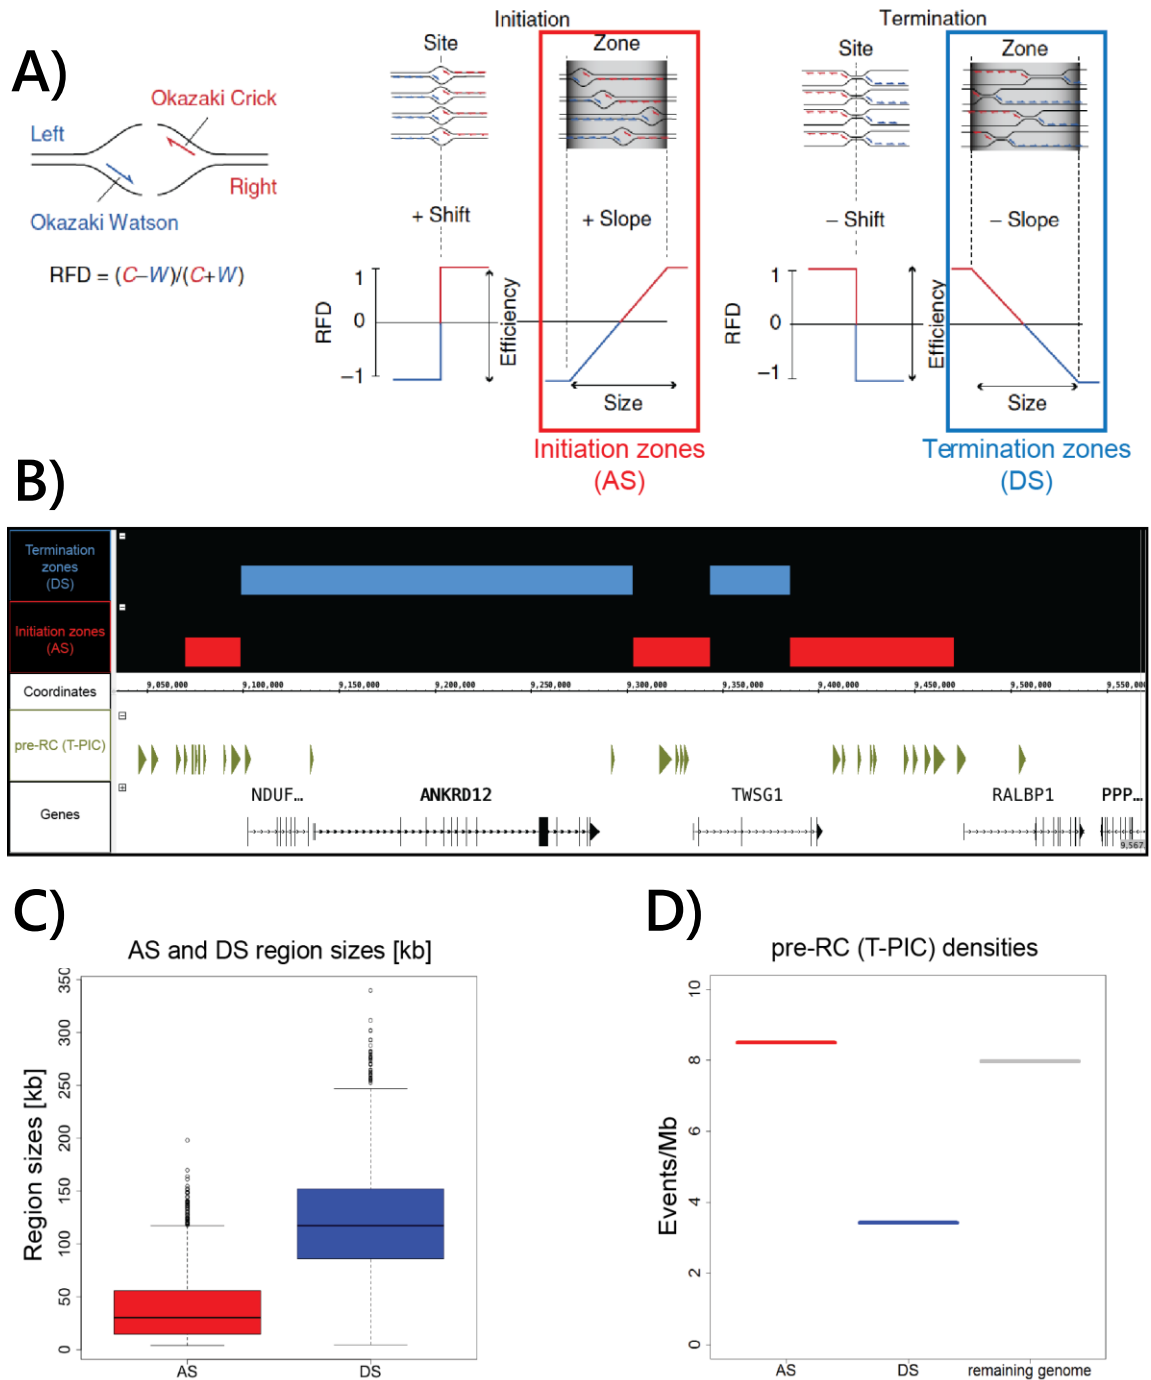 A)
Initiation
Termination
Site
Zone
Site
Zone
Okazaki Crick
Left
Right
Okazaki Watson
RFD = (C–W)/(C+W)
+ Shift
+ Slope
– Shift
– Slope
RFD
1
0
–1
Efficiency
Size
RFD
1
0
–1
Efficiency
Size
Initiation zones
(AS)
Termination zones
(DS)
B)
Termination
zones
(DS)
Initiation zones
(AS)
Coordinates
9,050,000 9,100,000 9,150,000 9,200,000 9,250,000 9,300,000 9,350,000 9,400,000 9,450,000 9,500,000 9,550,00
pre-RC (T-PIC)
Genes
NDUF… ANKRD12 TWSG1 RALBP1 PPP…
9,567
C)
AS and DS region sizes [kb]
Region sizes [kb]
350
300
250
200
150
100
50
0
AS DS
D)
pre-RC (T-PIC) densities
Events/Mb
10
8
6
4
2
0
AS DS remaining genome